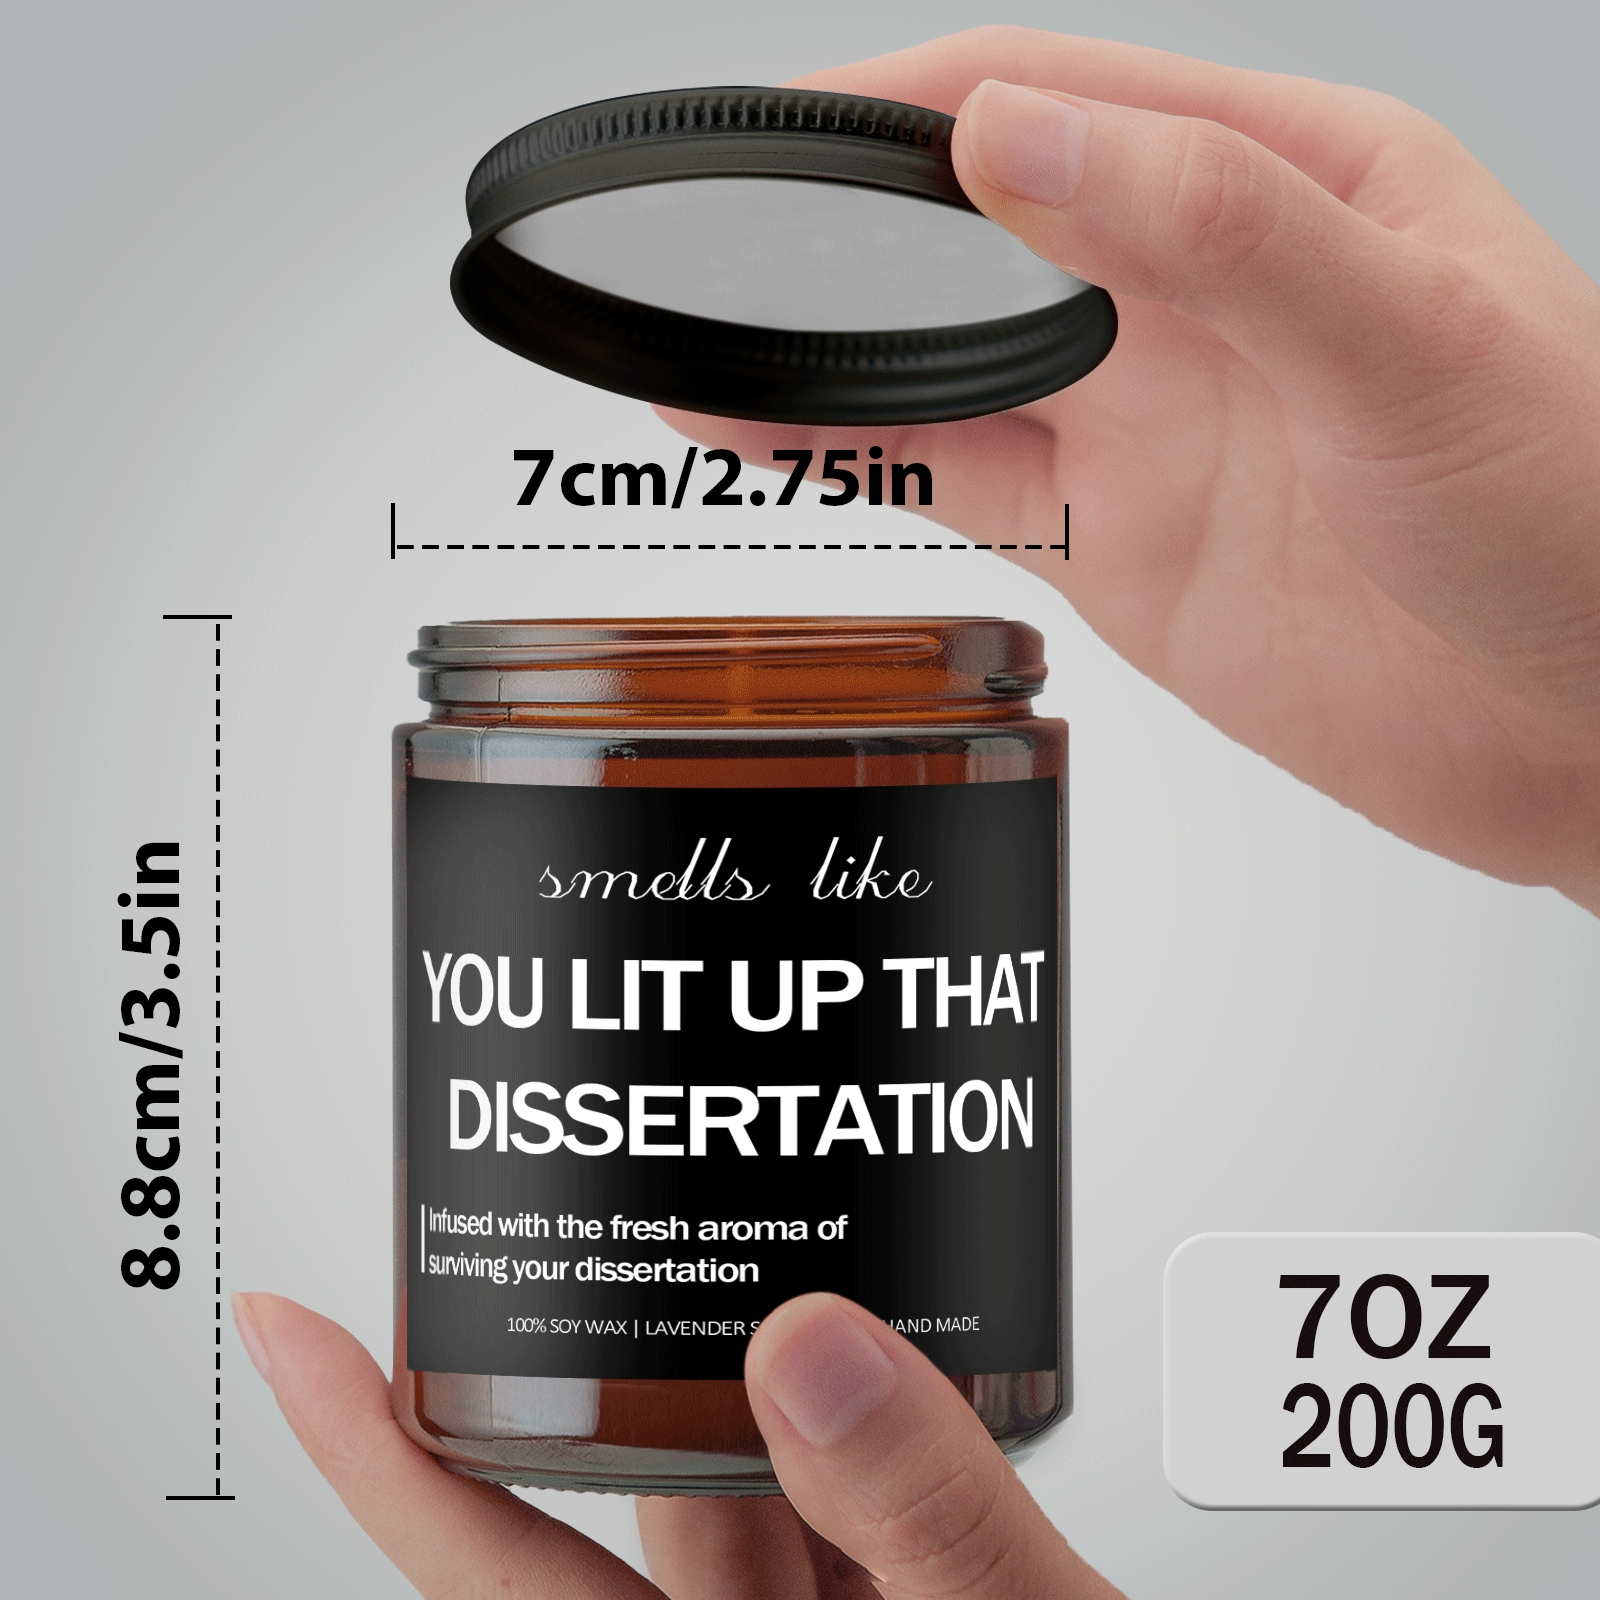 7cm/2.75in
8.8cm/3.5in
smells like
YOU LIT UP THAT
DISSERTATION
Infused with the fresh aroma of
surviving your dissertation
100% SOY WAX | LAVENDER HAND MADE
7OZ
200G